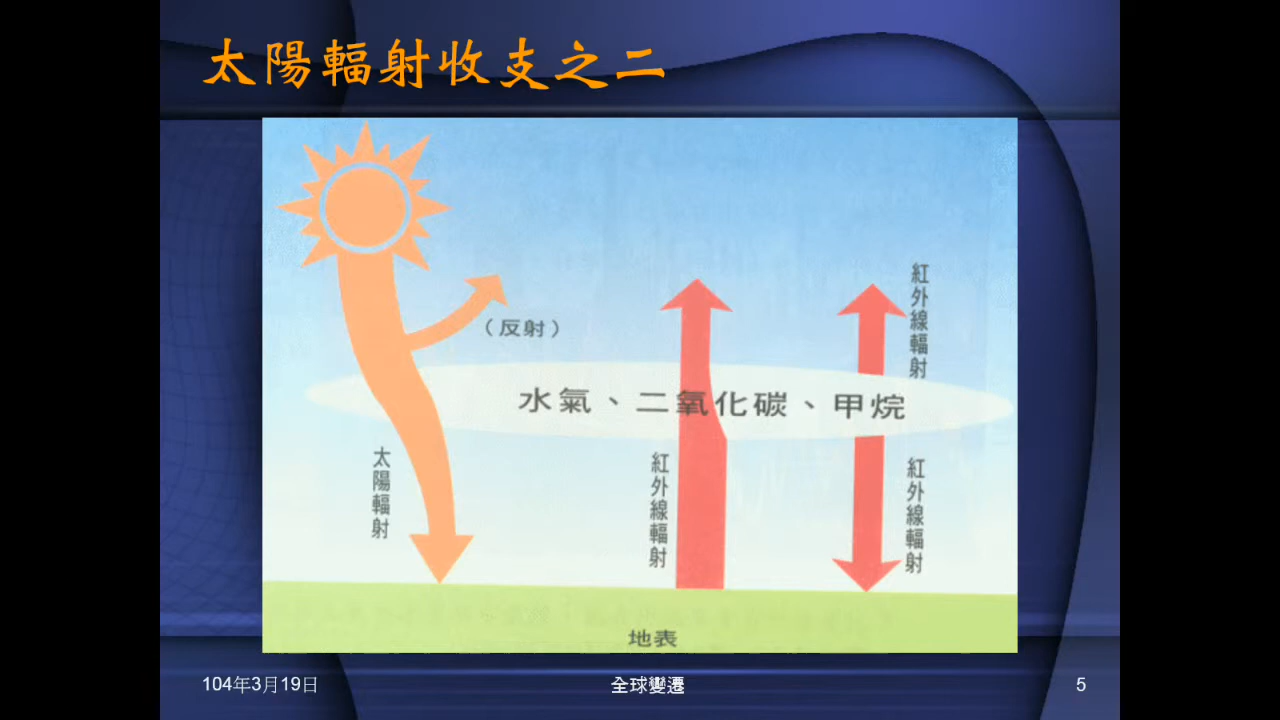 太陽輻射收支之二
（反射）
紅外線輻射
水氣、二氧化碳、甲烷
太陽輻射
紅外線輻射
紅外線輻射
地表
104年3月19日
全球變遷
5